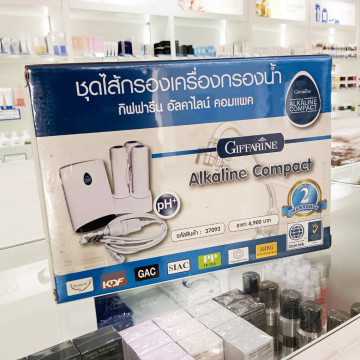 ชุดไส้กรองเครื่องกรองน้ำ
กิฟฟารีน อัลคาไลน์ คอมแพค
GIFFARINE
Alkaline Compact
pH+
รหัสสินค้า : 37093
ราคา 4,900 บาท
2
KDF
GAC
SIAC
PP
Giffarine
ALKALINE
COMPACT